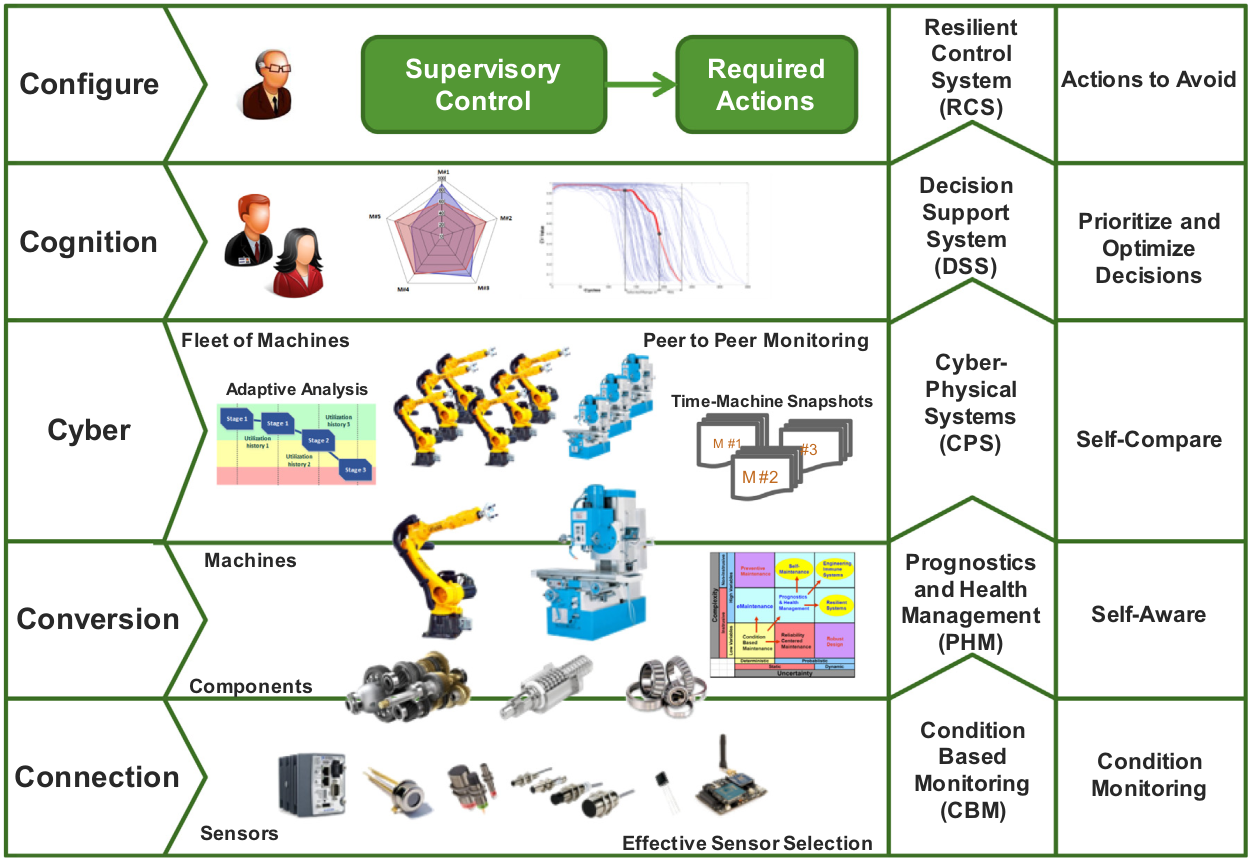 Configure
Supervisory
Control
Required
Actions
Resilient
Control
System
(RCS)
Actions to Avoid
Cognition
M#1
M#2
M#3
M#4
M#5
100
Decision
Support
System
(DSS)
Prioritize and
Optimize
Decisions
Cyber
Fleet of Machines
Adaptive Analysis
Stage 1
Stage 1
Stage 2
Stage 3
Utilization
history 1
Utilization
history 2
Utilization
history 3
Peer to Peer Monitoring
Time-Machine Snapshots
M #1
M #2
#3
Cyber-
Physical
Systems
(CPS)
Self-Compare
Conversion
Machines
Components
Complexity
Non-Intrusive
Intrusive
High Variables
Low Variables
Preventive
Maintenance
Self-
Maintenance
Engineering
Immune
Systems
eMaintenance
Prognostics
& Health
Management
Resilient
Systems
Condition
Based
Maintenance
Reliability
Centered
Maintenance
Robust
Design
Deterministic
Probabilistic
Static
Dynamic
Uncertainty
Prognostics
and Health
Management
(PHM)
Self-Aware
Connection
Sensors
Effective Sensor Selection
Condition
Based
Monitoring
(CBM)
Condition
Monitoring